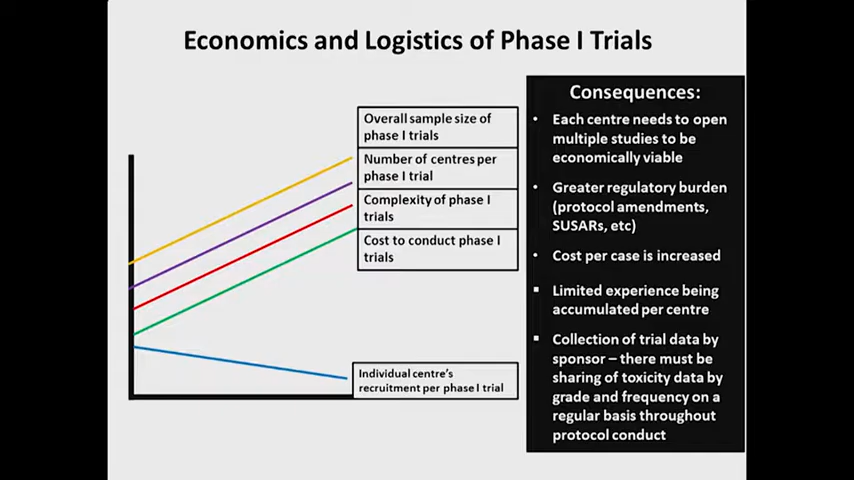 Economics and Logistics of Phase I Trials
Overall sample size of
phase I trials
Number of centres per
phase I trial
Complexity of phase I
trials
Cost to conduct phase I
trials
Individual centre's
recruitment per phase I trial
Consequences:
• Each centre needs to open
multiple studies to be
economically viable
• Greater regulatory burden
(protocol amendments,
SUSARs, etc)
• Cost per case is increased
▪ Limited experience being
accumulated per centre
▪ Collection of trial data by
sponsor – there must be
sharing of toxicity data by
grade and frequency on a
regular basis throughout
protocol conduct